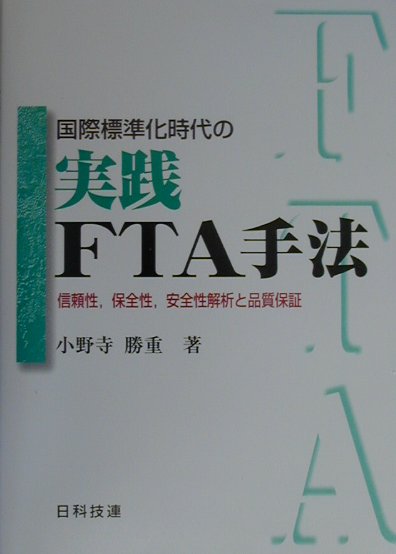 国際標準化時代の
実践
FTA手法
信頼性，保全性，安全性解析と品質保証
小野寺 勝重 著
日科技連
FTA